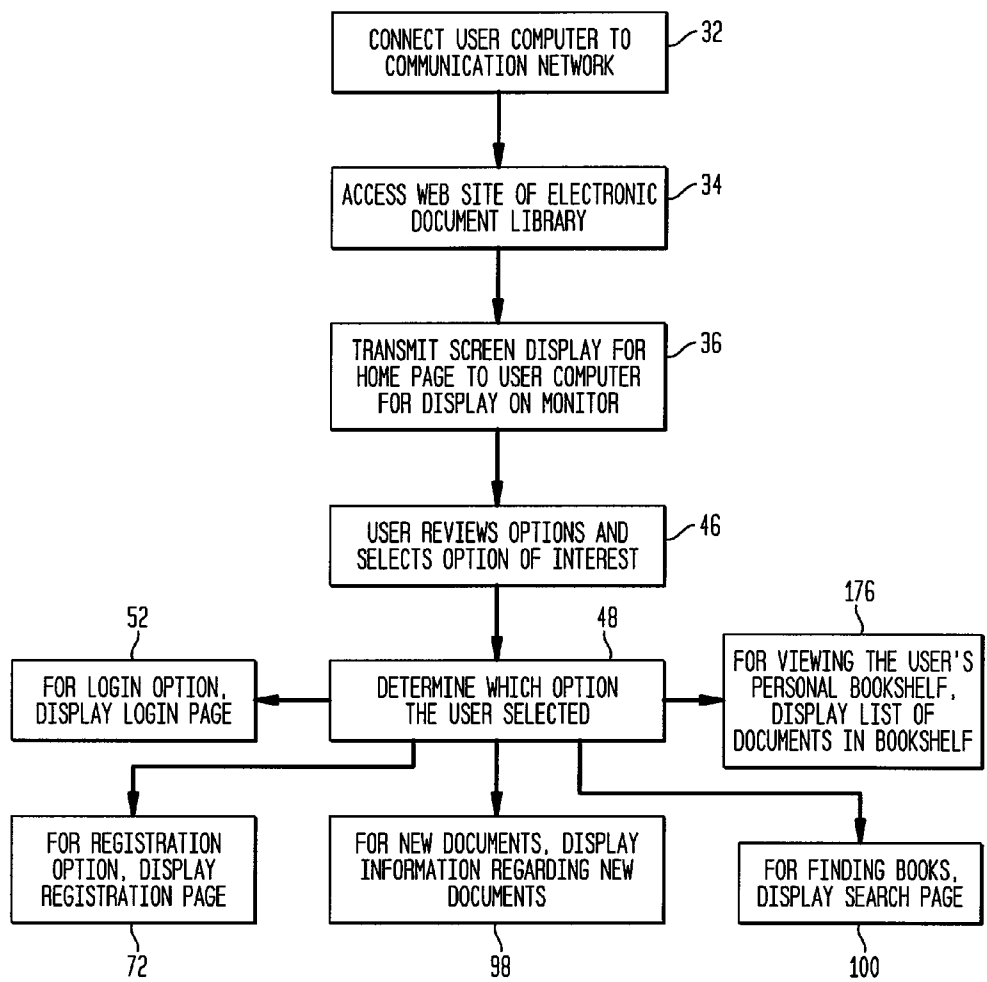 CONNECT USER COMPUTER TO
COMMUNICATION NETWORK
32
ACCESS WEB SITE OF ELECTRONIC
DOCUMENT LIBRARY
34
TRANSMIT SCREEN DISPLAY FOR
HOME PAGE TO USER COMPUTER
FOR DISPLAY ON MONITOR
36
USER REVIEWS OPTIONS AND
SELECTS OPTION OF INTEREST
46
52
FOR LOGIN OPTION,
DISPLAY LOGIN PAGE
48
DETERMINE WHICH OPTION
THE USER SELECTED
176
FOR VIEWING THE USER'S
PERSONAL BOOKSHELF,
DISPLAY LIST OF
DOCUMENTS IN BOOKSHELF
FOR REGISTRATION
OPTION, DISPLAY
REGISTRATION PAGE
72
FOR NEW DOCUMENTS, DISPLAY
INFORMATION REGARDING NEW
DOCUMENTS
98
FOR FINDING BOOKS,
DISPLAY SEARCH PAGE
100